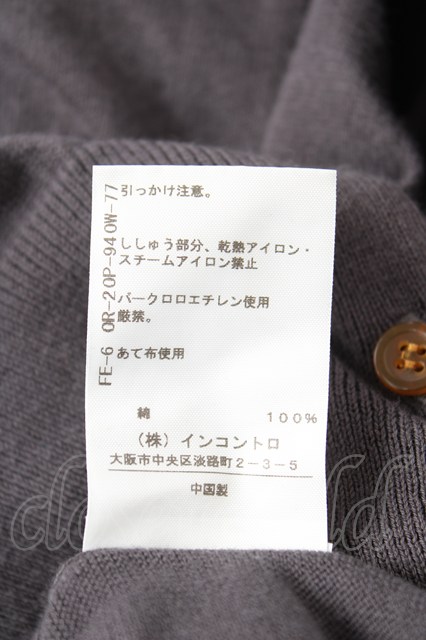 引っかけ注意。
ししゅう部分、乾熱アイロン・
スチームアイロン禁止
パークロロエチレン使用
厳禁。
あて布使用
FE-6 OR-20P-940W-77
綿 100%
(株) インコントロ
大阪市中央区淡路町2-3-5
中国製